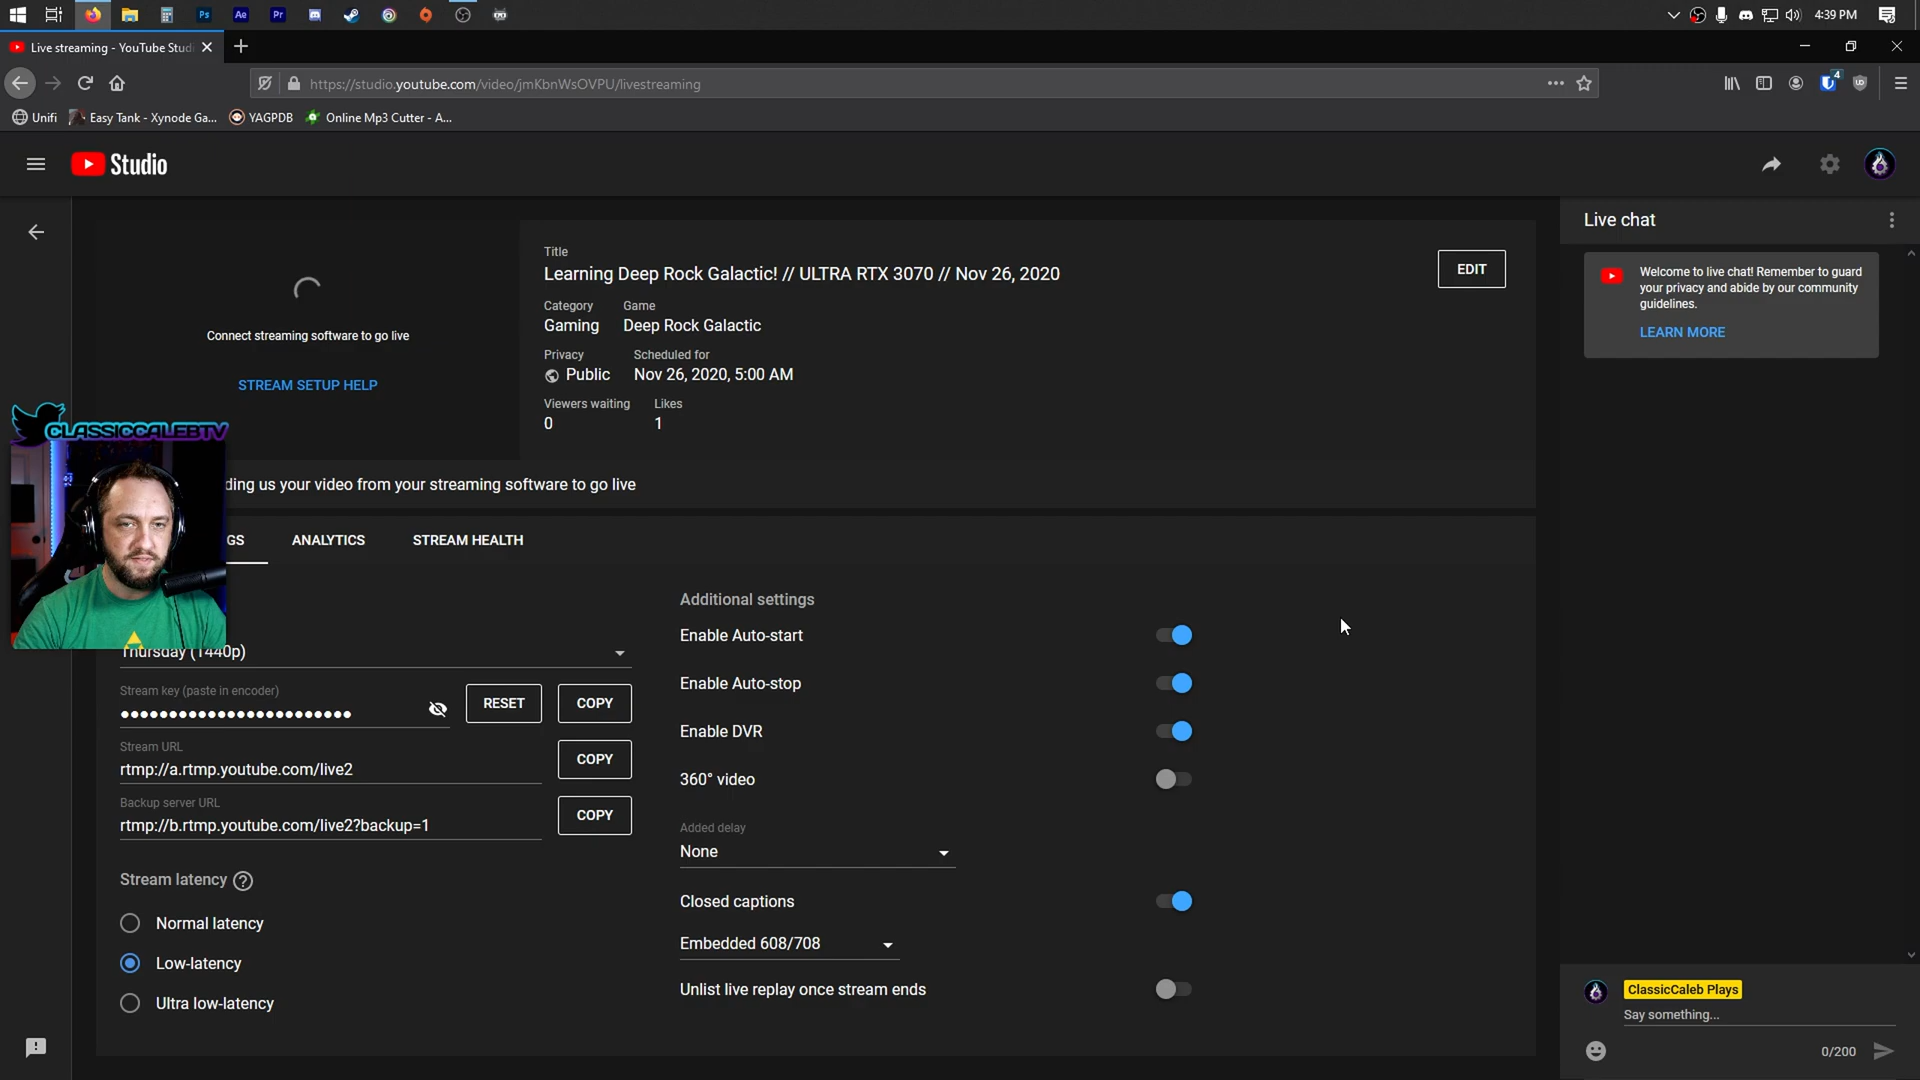 Ps
Ae
Pr
4:39 PM
Live streaming - YouTube Studi
https://studio.youtube.com/video/jmKbnWsOVPU/livestreaming
4
Unifi
Easy Tank - Xynode Ga...
YAGPDB
Online Mp3 Cutter - A...
Studio
Title
Learning Deep Rock Galactic! // ULTRA RTX 3070 // Nov 26, 2020
EDIT
Category
Game
Gaming
Deep Rock Galactic
Privacy
Scheduled for
Public
Nov 26, 2020, 5:00 AM
Viewers waiting
Likes
0
1
Connect streaming software to go live
STREAM SETUP HELP
CLASSICCALEBTV
ding us your video from your streaming software to go live
GS
ANALYTICS
STREAM HEALTH
Thursday (1440p)
Stream key (paste in encoder)
••••••••••••••••••••••••
RESET
COPY
Stream URL
rtmp://a.rtmp.youtube.com/live2
COPY
Backup server URL
rtmp://b.rtmp.youtube.com/live2?backup=1
COPY
Stream latency
Normal latency
Low-latency
Ultra low-latency
Additional settings
Enable Auto-start
Enable Auto-stop
Enable DVR
360° video
Added delay
None
Closed captions
Embedded 608/708
Unlist live replay once stream ends
Live chat
Welcome to live chat! Remember to guard
your privacy and abide by our community
guidelines.
LEARN MORE
ClassicCaleb Plays
Say something...
0/200